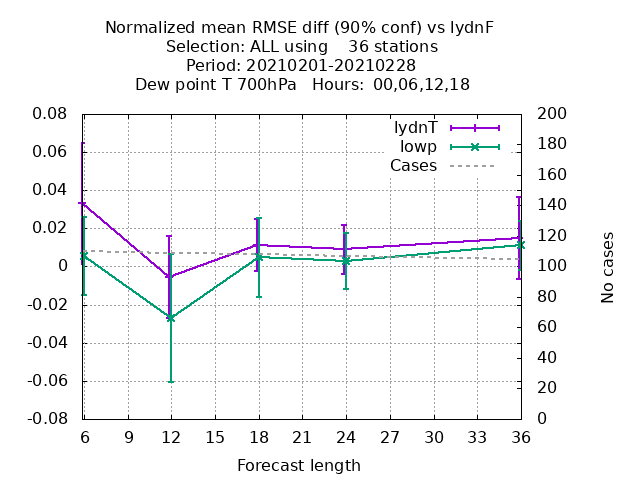 Normalized mean RMSE diff (90% conf) vs lydnF
Selection: ALL using    36 stations
Period: 20210201-20210228
Dew point T 700hPa   Hours: 00,06,12,18
lydnT
lowp
Cases
0.08
0.06
0.04
0.02
0
-0.02
-0.04
-0.06
-0.08
200
180
160
140
120
100
80
60
40
20
0
No cases
6 9 12 15 18 21 24 27 30 33 36
Forecast length